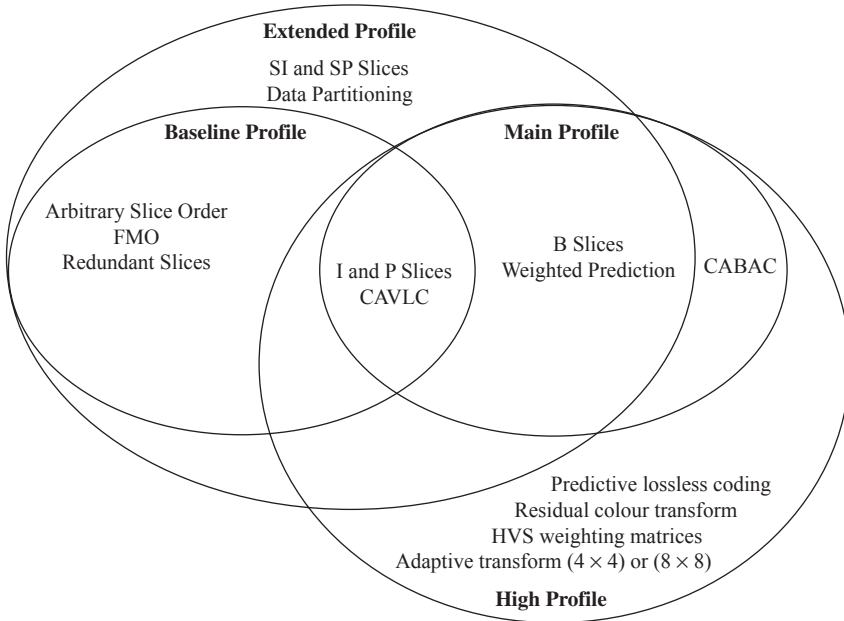 Extended Profile
SI and SP Slices
Data Partitioning
Baseline Profile
Main Profile
Arbitrary Slice Order
FMO
Redundant Slices
I and P Slices
CAVLC
B Slices
Weighted Prediction
CABAC
Predictive lossless coding
Residual colour transform
HVS weighting matrices
Adaptive transform (4 × 4) or (8 × 8)
High Profile